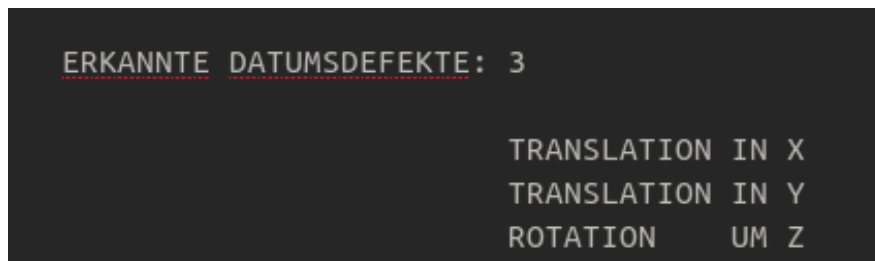 ERKANNTE DATUMSDEFEKTE: 3
TRANSLATION IN X
TRANSLATION IN Y
ROTATION UM Z